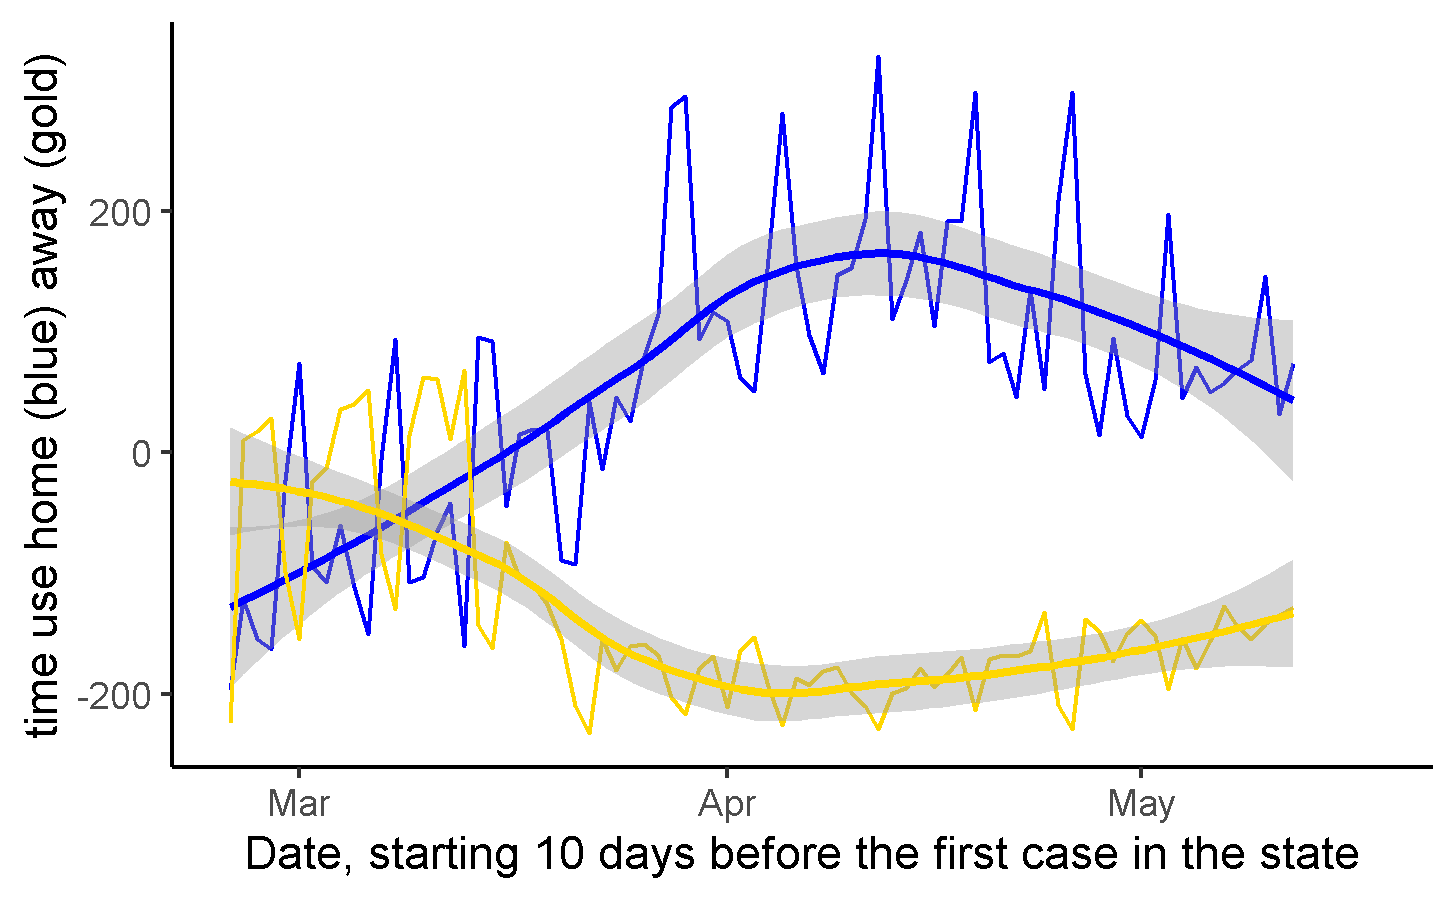 time use home (blue) away (gold)
200
0
-200
Mar Apr May
Date, starting 10 days before the first case in the state